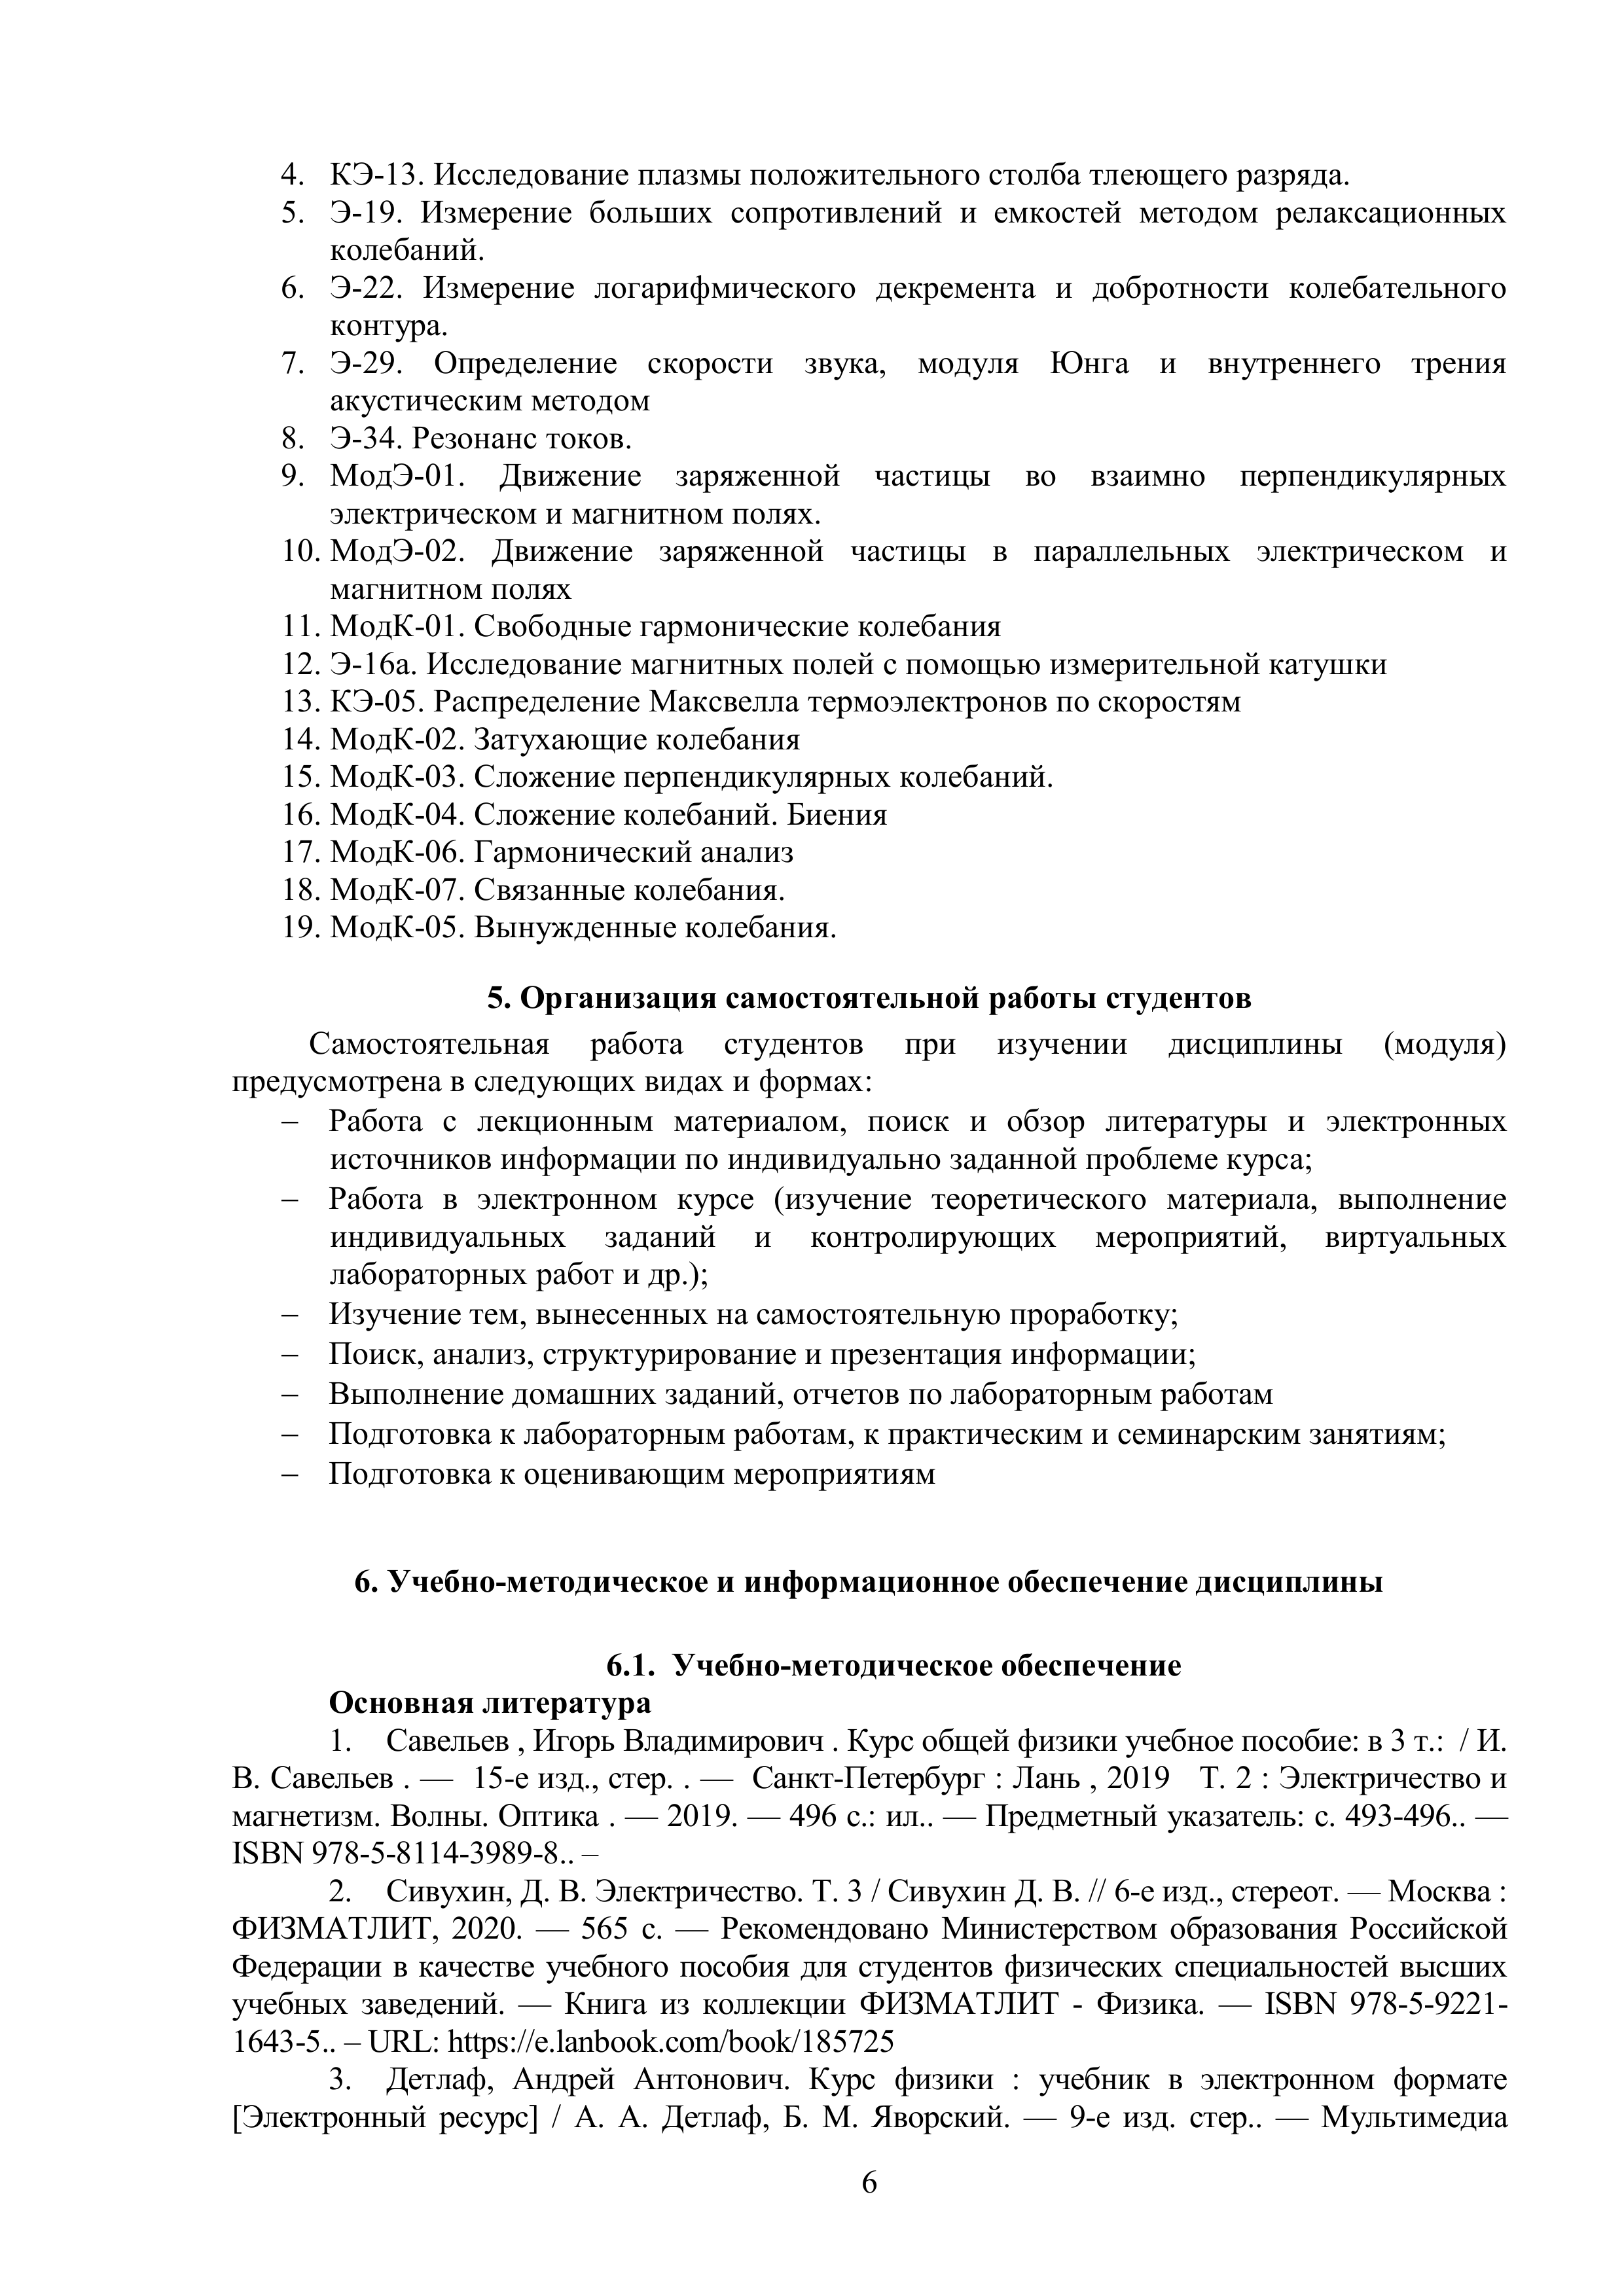 4. КЭ-13. Исследование плазмы положительного столба тлеющего разряда.
5. Э-19. Измерение больших сопротивлений и емкостей методом релаксационных
колебаний.
6. Э-22. Измерение логарифмического декремента и добротности колебательного
контура.
7. Э-29. Определение скорости звука, модуля Юнга и внутреннего трения
акустическим методом
8. Э-34. Резонанс токов.
9. МодЭ-01. Движение заряженной частицы во взаимно перпендикулярных
электрическом и магнитном полях.
10. МодЭ-02. Движение заряженной частицы в параллельных электрическом и
магнитном полях
11. МодК-01. Свободные гармонические колебания
12. Э-16а. Исследование магнитных полей с помощью измерительной катушки
13. КЭ-05. Распределение Максвелла термоэлектронов по скоростям
14. МодК-02. Затухающие колебания
15. МодК-03. Сложение перпендикулярных колебаний.
16. МодК-04. Сложение колебаний. Биения
17. МодК-06. Гармонический анализ
18. МодК-07. Связанные колебания.
19. МодК-05. Вынужденные колебания.
5. Организация самостоятельной работы студентов
Самостоятельная работа студентов при изучении дисциплины (модуля)
предусмотрена в следующих видах и формах:
– Работа с лекционным материалом, поиск и обзор литературы и электронных
источников информации по индивидуально заданной проблеме курса;
– Работа в электронном курсе (изучение теоретического материала, выполнение
индивидуальных заданий и контролирующих мероприятий, виртуальных
лабораторных работ и др.);
– Изучение тем, вынесенных на самостоятельную проработку;
– Поиск, анализ, структурирование и презентация информации;
– Выполнение домашних заданий, отчетов по лабораторным работам
– Подготовка к лабораторным работам, к практическим и семинарским занятиям;
– Подготовка к оценивающим мероприятиям
6. Учебно-методическое и информационное обеспечение дисциплины
6.1. Учебно-методическое обеспечение
Основная литература
1. Савельев , Игорь Владимирович . Курс общей физики учебное пособие: в 3 т.: / И.
В. Савельев . — 15-е изд., стер. . — Санкт-Петербург : Лань , 2019 Т. 2 : Электричество и
магнетизм. Волны. Оптика . — 2019. — 496 с.: ил.. — Предметный указатель: с. 493-496.. —
ISBN 978-5-8114-3989-8.. –
2. Сивухин, Д. В. Электричество. Т. 3 / Сивухин Д. В. // 6-е изд., стереот. — Москва :
ФИЗМАТЛИТ, 2020. — 565 с. — Рекомендовано Министерством образования Российской
Федерации в качестве учебного пособия для студентов физических специальностей высших
учебных заведений. — Книга из коллекции ФИЗМАТЛИТ - Физика. — ISBN 978-5-9221-
1643-5.. – URL: https://e.lanbook.com/book/185725
3. Детлаф, Андрей Антонович. Курс физики : учебник в электронном формате
[Электронный ресурс] / А. А. Детлаф, Б. М. Яворский. — 9-е изд. стер.. — Мультимедиа
6